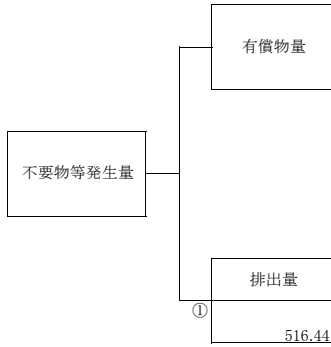 有償物量
不要物等発生量
排出量
①
516.44